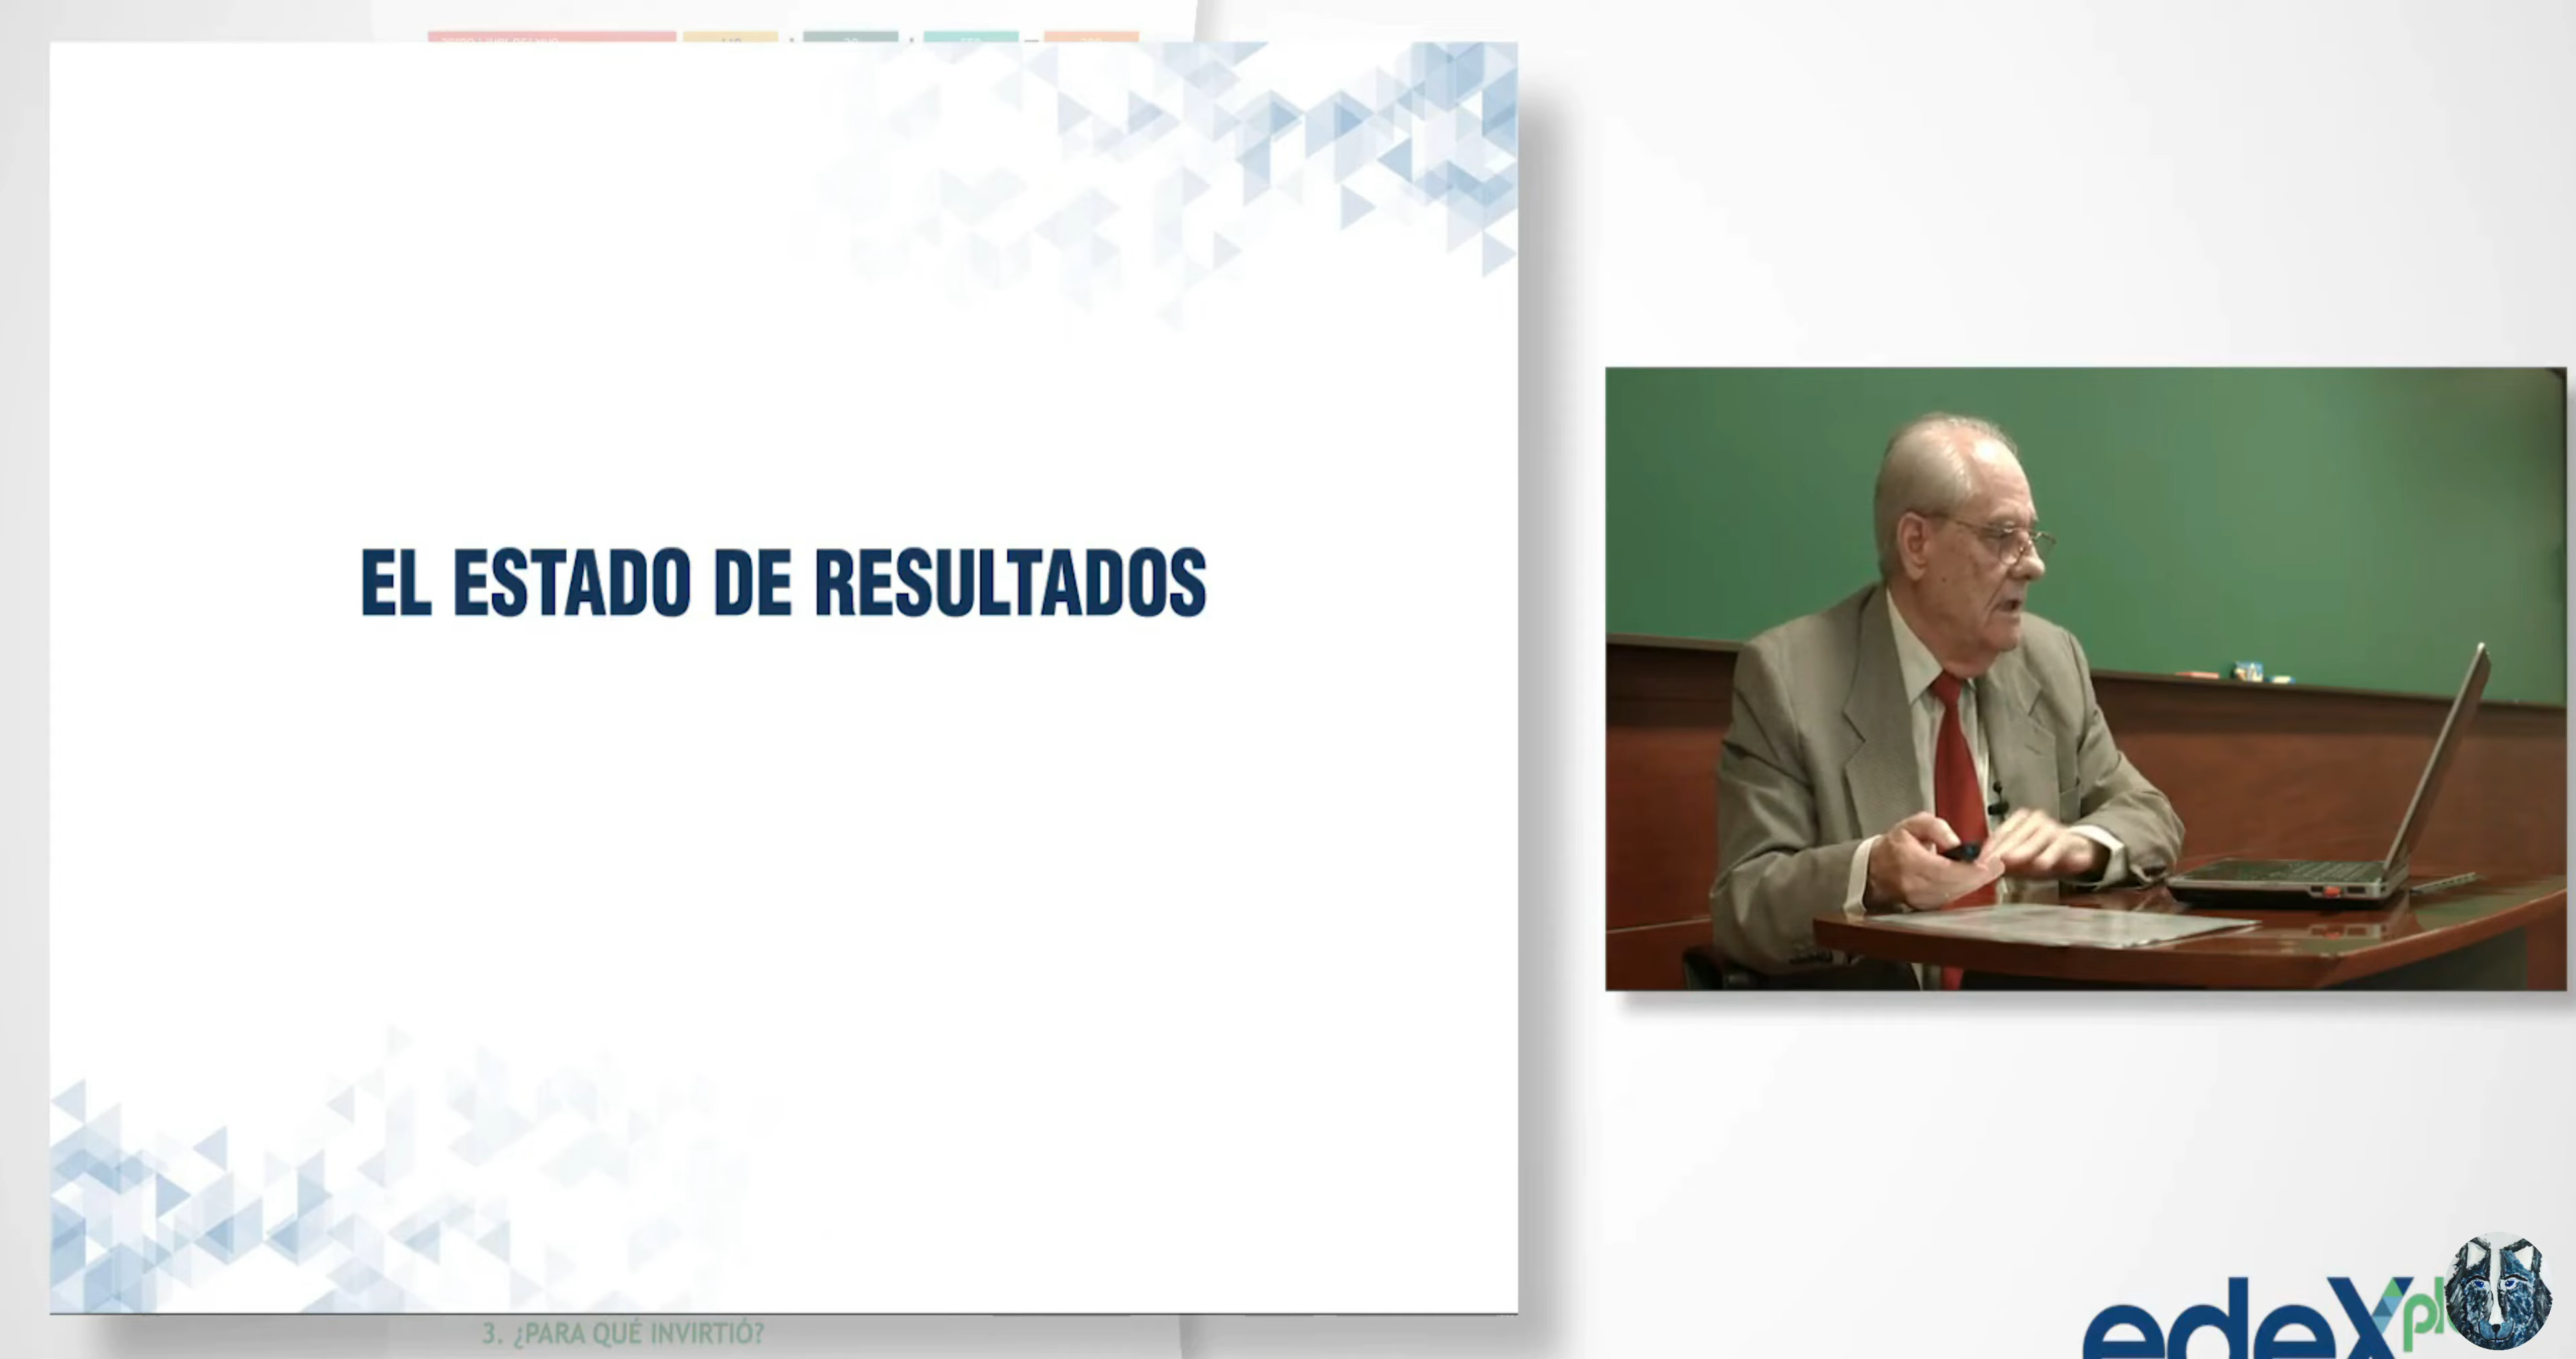 EL ESTADO DE RESULTADOS
3. ¿PARA QUÉ INVIRTIÓ?
edeX